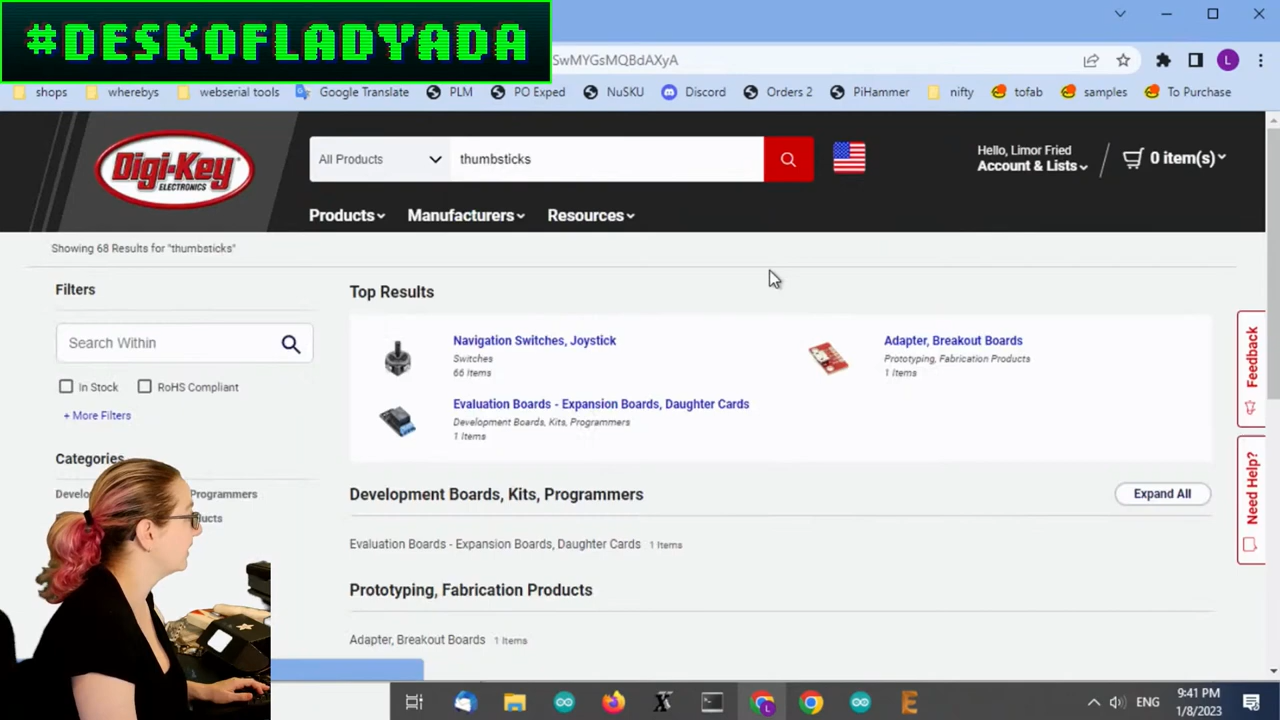 #DESKOFLADYADA
SwMYGsMQBdAXyA
shops wherebys webserial tools Google Translate PLM PO Exped NuSKU Discord Orders 2 PiHammer nifty tofab samples To Purchase
Digi-Key
ELECTRONICS
All Products thumbsticks
Hello, Limor Fried
Account & Lists
0 item(s)
Products Manufacturers Resources
Showing 68 Results for "thumbsticks"
Filters
Search Within
In Stock RoHS Compliant
+ More Filters
Categories
Top Results
Navigation Switches, Joystick
Switches
66 Items
Adapter, Breakout Boards
Prototyping, Fabrication Products
1 Items
Evaluation Boards - Expansion Boards, Daughter Cards
Development Boards, Kits, Programmers
1 Items
Programmers
Development Boards, Kits, Programmers
Expand All
Evaluation Boards - Expansion Boards, Daughter Cards 1 Items
Prototyping, Fabrication Products
Adapter, Breakout Boards 1 Items
Feedback
Need Help?
L
L
ENG
9:41 PM
1/8/2023